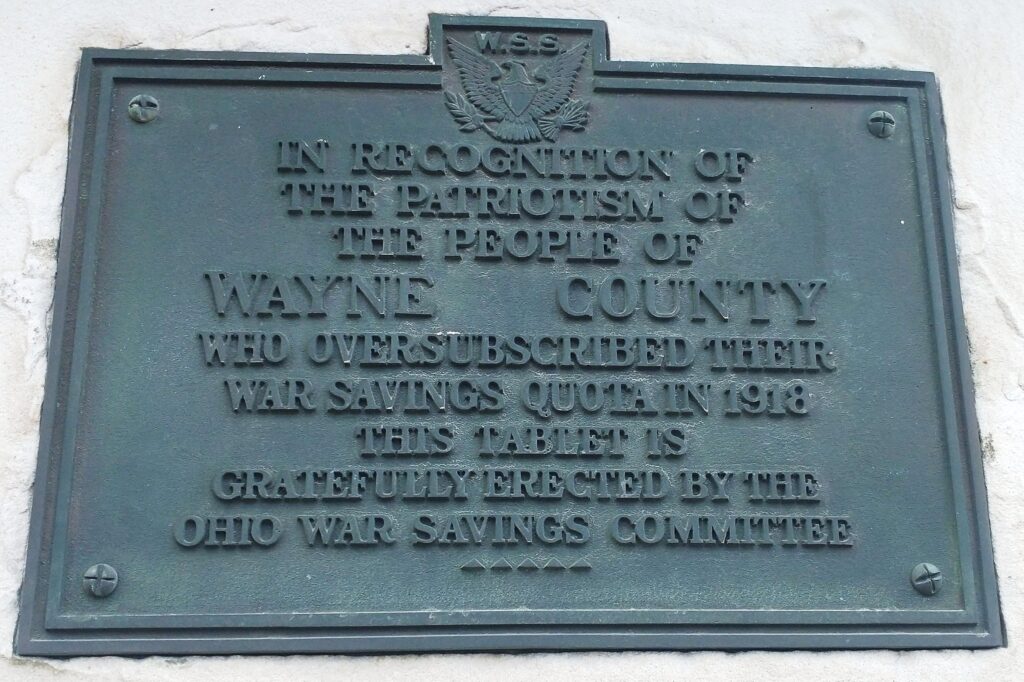 W.S.S.
IN RECOGNITION OF
THE PATRIOTISM OF
THE PEOPLE OF
WAYNE COUNTY
WHO OVERSUBSCRIBED THEIR
WAR SAVINGS QUOTA IN 1918
THIS TABLET IS
GRATEFULLY ERECTED BY THE
OHIO WAR SAVINGS COMMITTEE